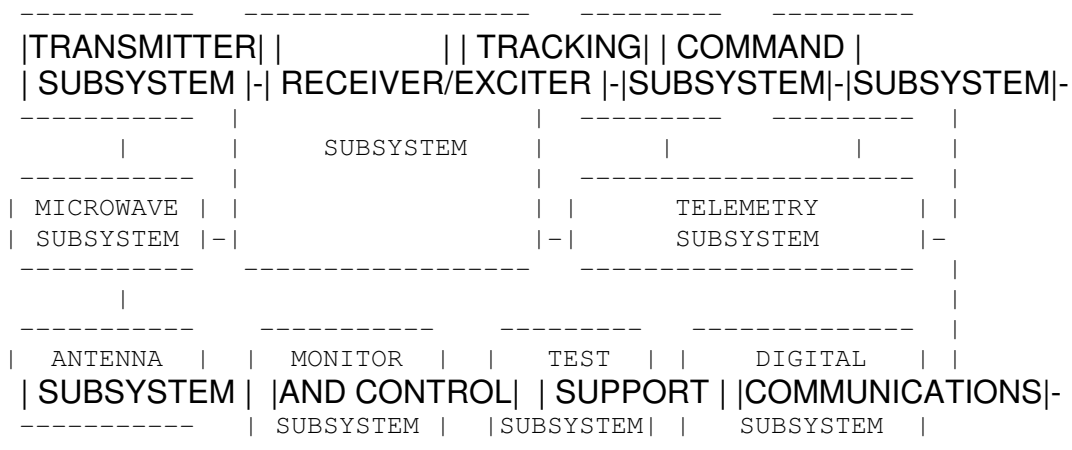 ----------- ------------------ --------- ---------
|TRANSMITTER| | | | TRACKING| | COMMAND |
| SUBSYSTEM |-| RECEIVER/EXCITER |-|SUBSYSTEM|-|SUBSYSTEM|-
----------- | | --------- --------- |
| | SUBSYSTEM | | | |
----------- | | --------------------- |
| MICROWAVE | | | | TELEMETRY | |
| SUBSYSTEM |-| |-| SUBSYSTEM |-
----------- ------------------ --------------------- |
| |
----------- ----------- --------- -------------- |
| ANTENNA | | MONITOR | | TEST | | DIGITAL | |
| SUBSYSTEM | |AND CONTROL| | SUPPORT | |COMMUNICATIONS|-
----------- | SUBSYSTEM | |SUBSYSTEM| | SUBSYSTEM |